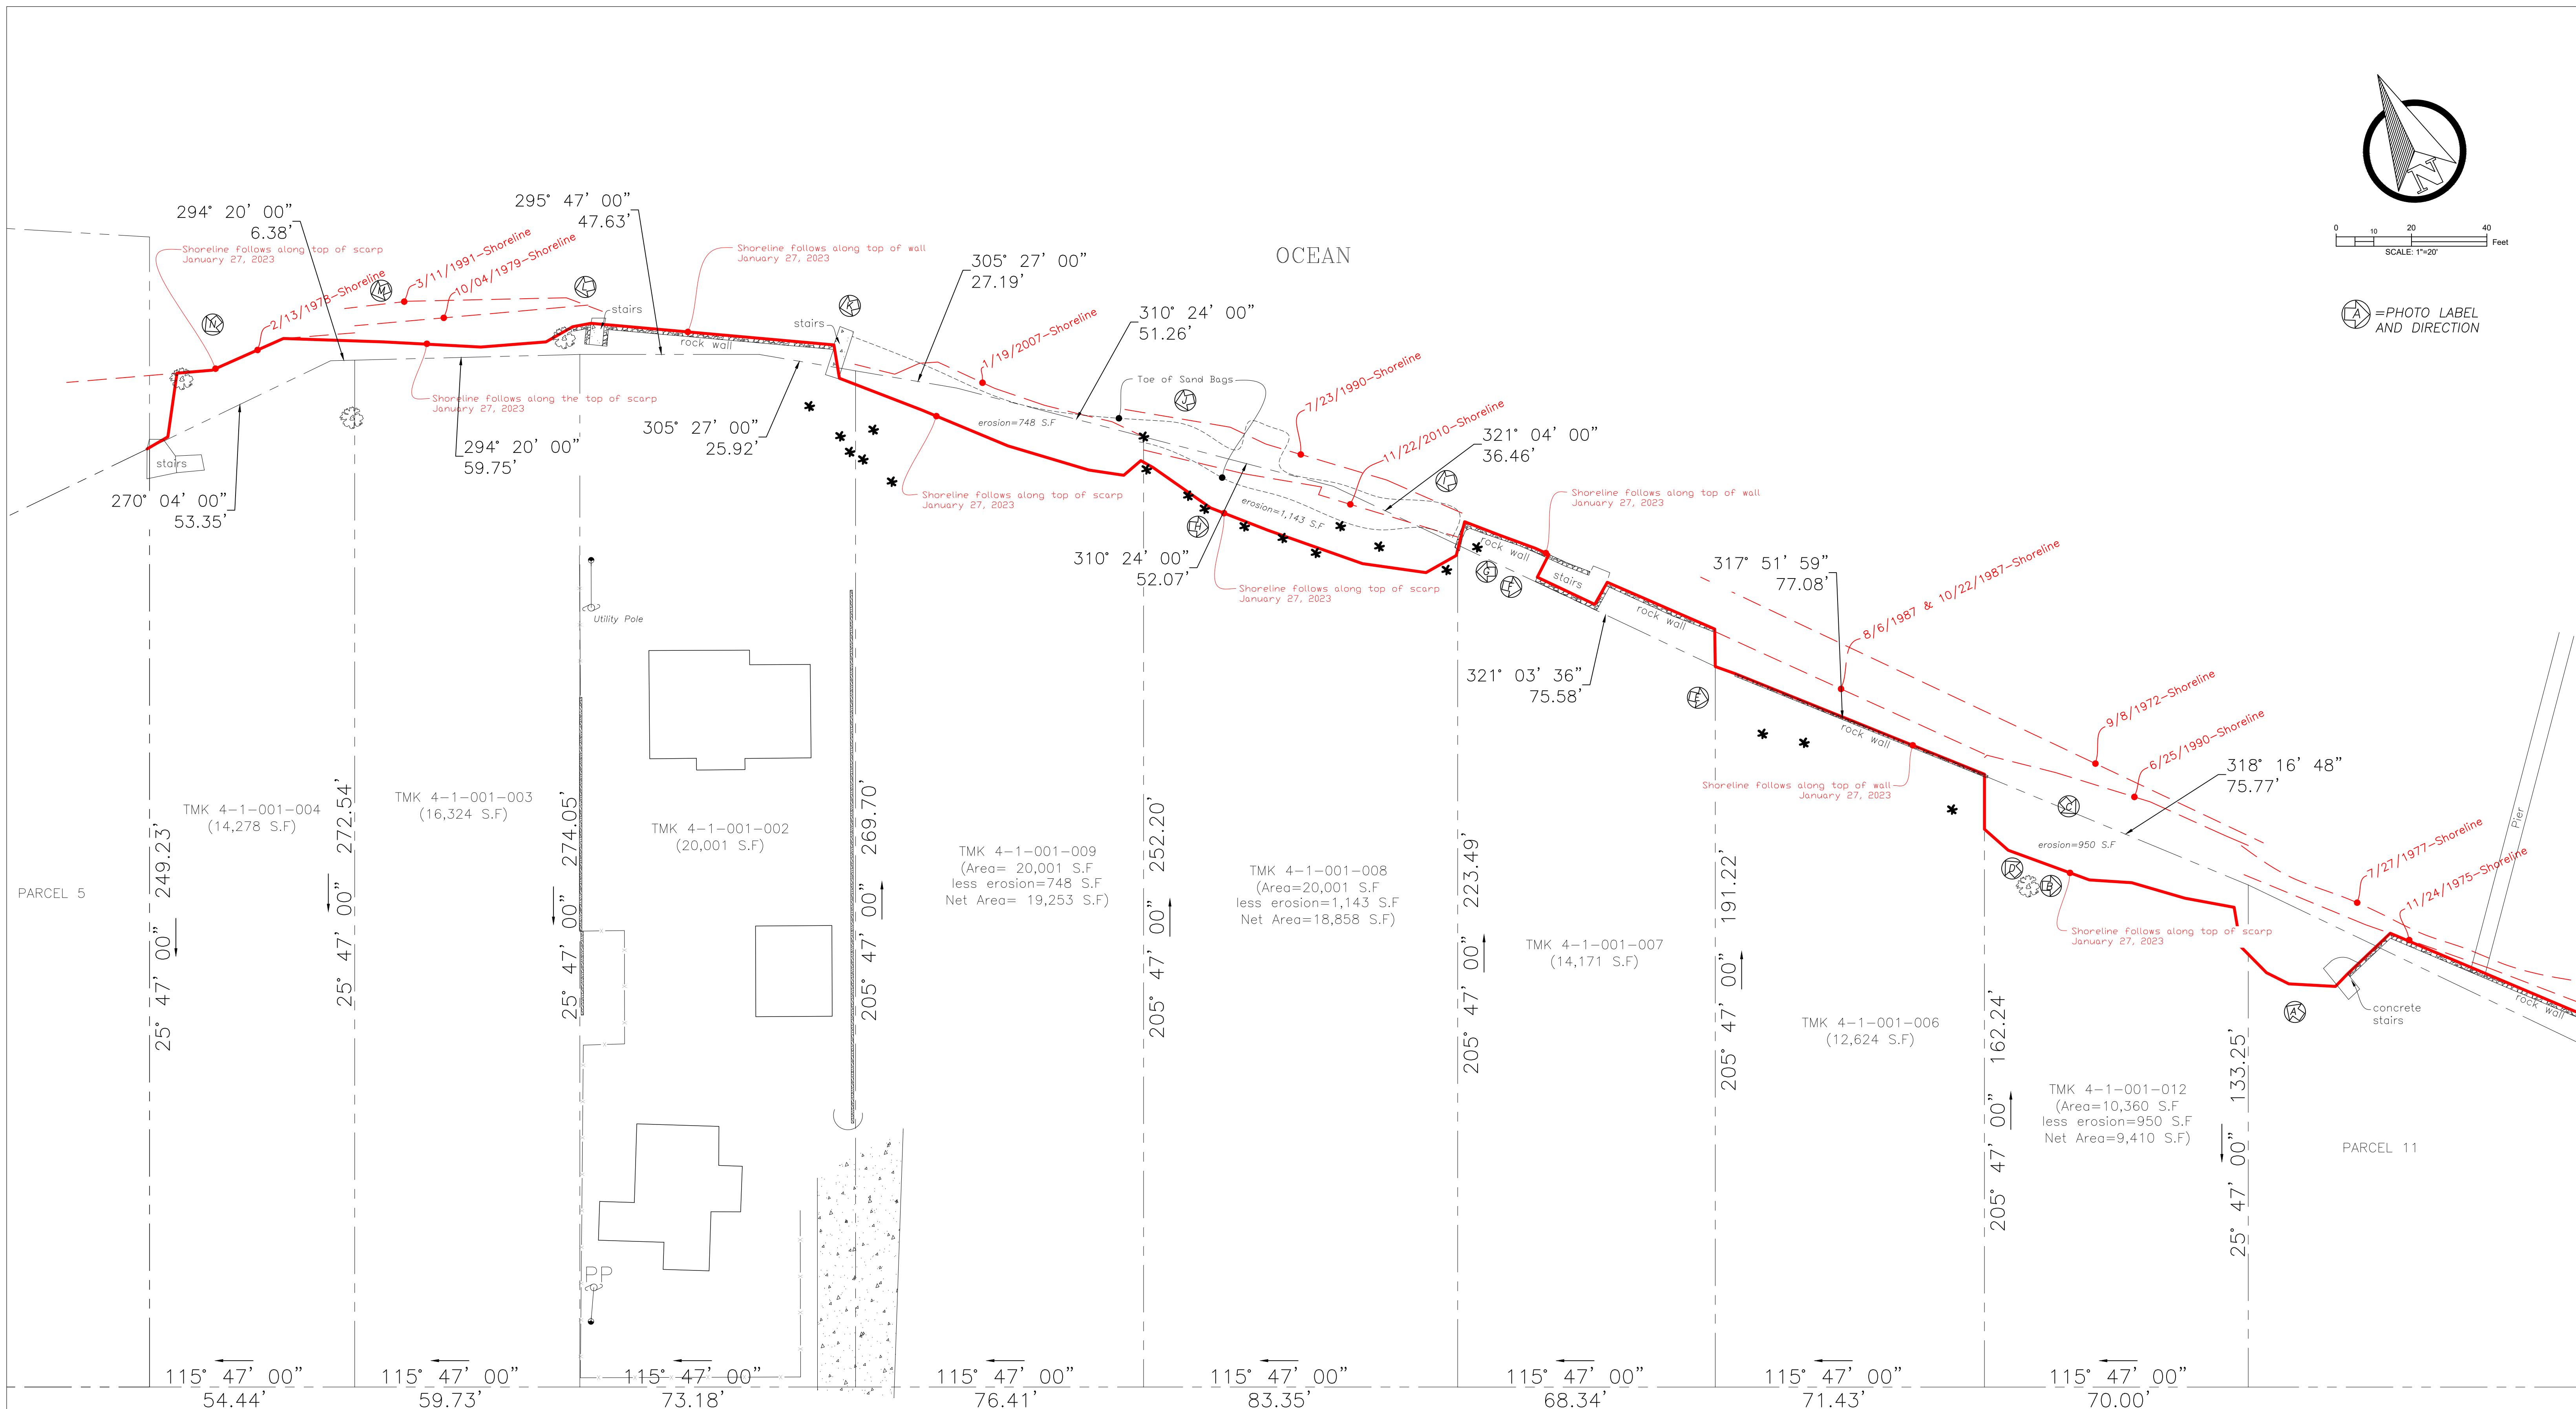 OCEAN
N
0 10 20 40
Feet
SCALE: 1"=20'
A
=PHOTO LABEL
AND DIRECTION
294° 20' 00"
6.38'
Shoreline follows along top of scarp
January 27, 2023
2/13/1978-Shoreline
3/11/1991-Shoreline
10/04/1979-Shoreline
N
M
L
295° 47' 00"
47.63'
stairs
Shoreline follows along top of wall
January 27, 2023
rock wall
stairs
K
305° 27' 00"
27.19'
1/19/2007-Shoreline
310° 24' 00"
51.26'
Toe of Sand Bags
J
7/23/1990-Shoreline
11/22/2010-Shoreline
321° 04' 00"
36.46'
I
Shoreline follows along top of wall
January 27, 2023
stairs
270° 04' 00"
53.35'
Shoreline follows along the top of scarp
January 27, 2023
294° 20' 00"
59.75'
305° 27' 00"
25.92'
erosion=748 S.F
Shoreline follows along top of scarp
January 27, 2023
erosion=1,143 S.F
H
310° 24' 00"
52.07'
Shoreline follows along top of scarp
January 27, 2023
rock wall
G
F
stairs
rock wall
321° 03' 36"
75.58'
317° 51' 59"
77.08'
8/6/1987 & 10/22/1987-Shoreline
E
rock wall
Shoreline follows along top of wall
January 27, 2023
9/8/1972-Shoreline
6/25/1990-Shoreline
318° 16' 48"
75.77'
C
erosion=950 S.F
D
B
Shoreline follows along top of scarp
January 27, 2023
7/27/1977-Shoreline
11/24/1975-Shoreline
Pier
rock wall
A
concrete
stairs
Utility Pole
PP
PARCEL 5
TMK 4-1-001-004
(14,278 S.F)
TMK 4-1-001-003
(16,324 S.F)
TMK 4-1-001-002
(20,001 S.F)
TMK 4-1-001-009
(Area= 20,001 S.F
less erosion=748 S.F
Net Area= 19,253 S.F)
TMK 4-1-001-008
(Area=20,001 S.F
less erosion=1,143 S.F
Net Area=18,858 S.F)
TMK 4-1-001-007
(14,171 S.F)
TMK 4-1-001-006
(12,624 S.F)
TMK 4-1-001-012
(Area=10,360 S.F
less erosion=950 S.F
Net Area=9,410 S.F)
PARCEL 11
25° 47' 00" 249.23'
25° 47' 00" 272.54'
25° 47' 00" 274.05'
205° 47' 00" 269.70'
205° 47' 00" 252.20'
205° 47' 00" 223.49'
205° 47' 00" 191.22'
205° 47' 00" 162.24'
25° 47' 00" 133.25'
115° 47' 00"
54.44'
115° 47' 00"
59.73'
115° 47' 00"
73.18'
115° 47' 00"
76.41'
115° 47' 00"
83.35'
115° 47' 00"
68.34'
115° 47' 00"
71.43'
115° 47' 00"
70.00'